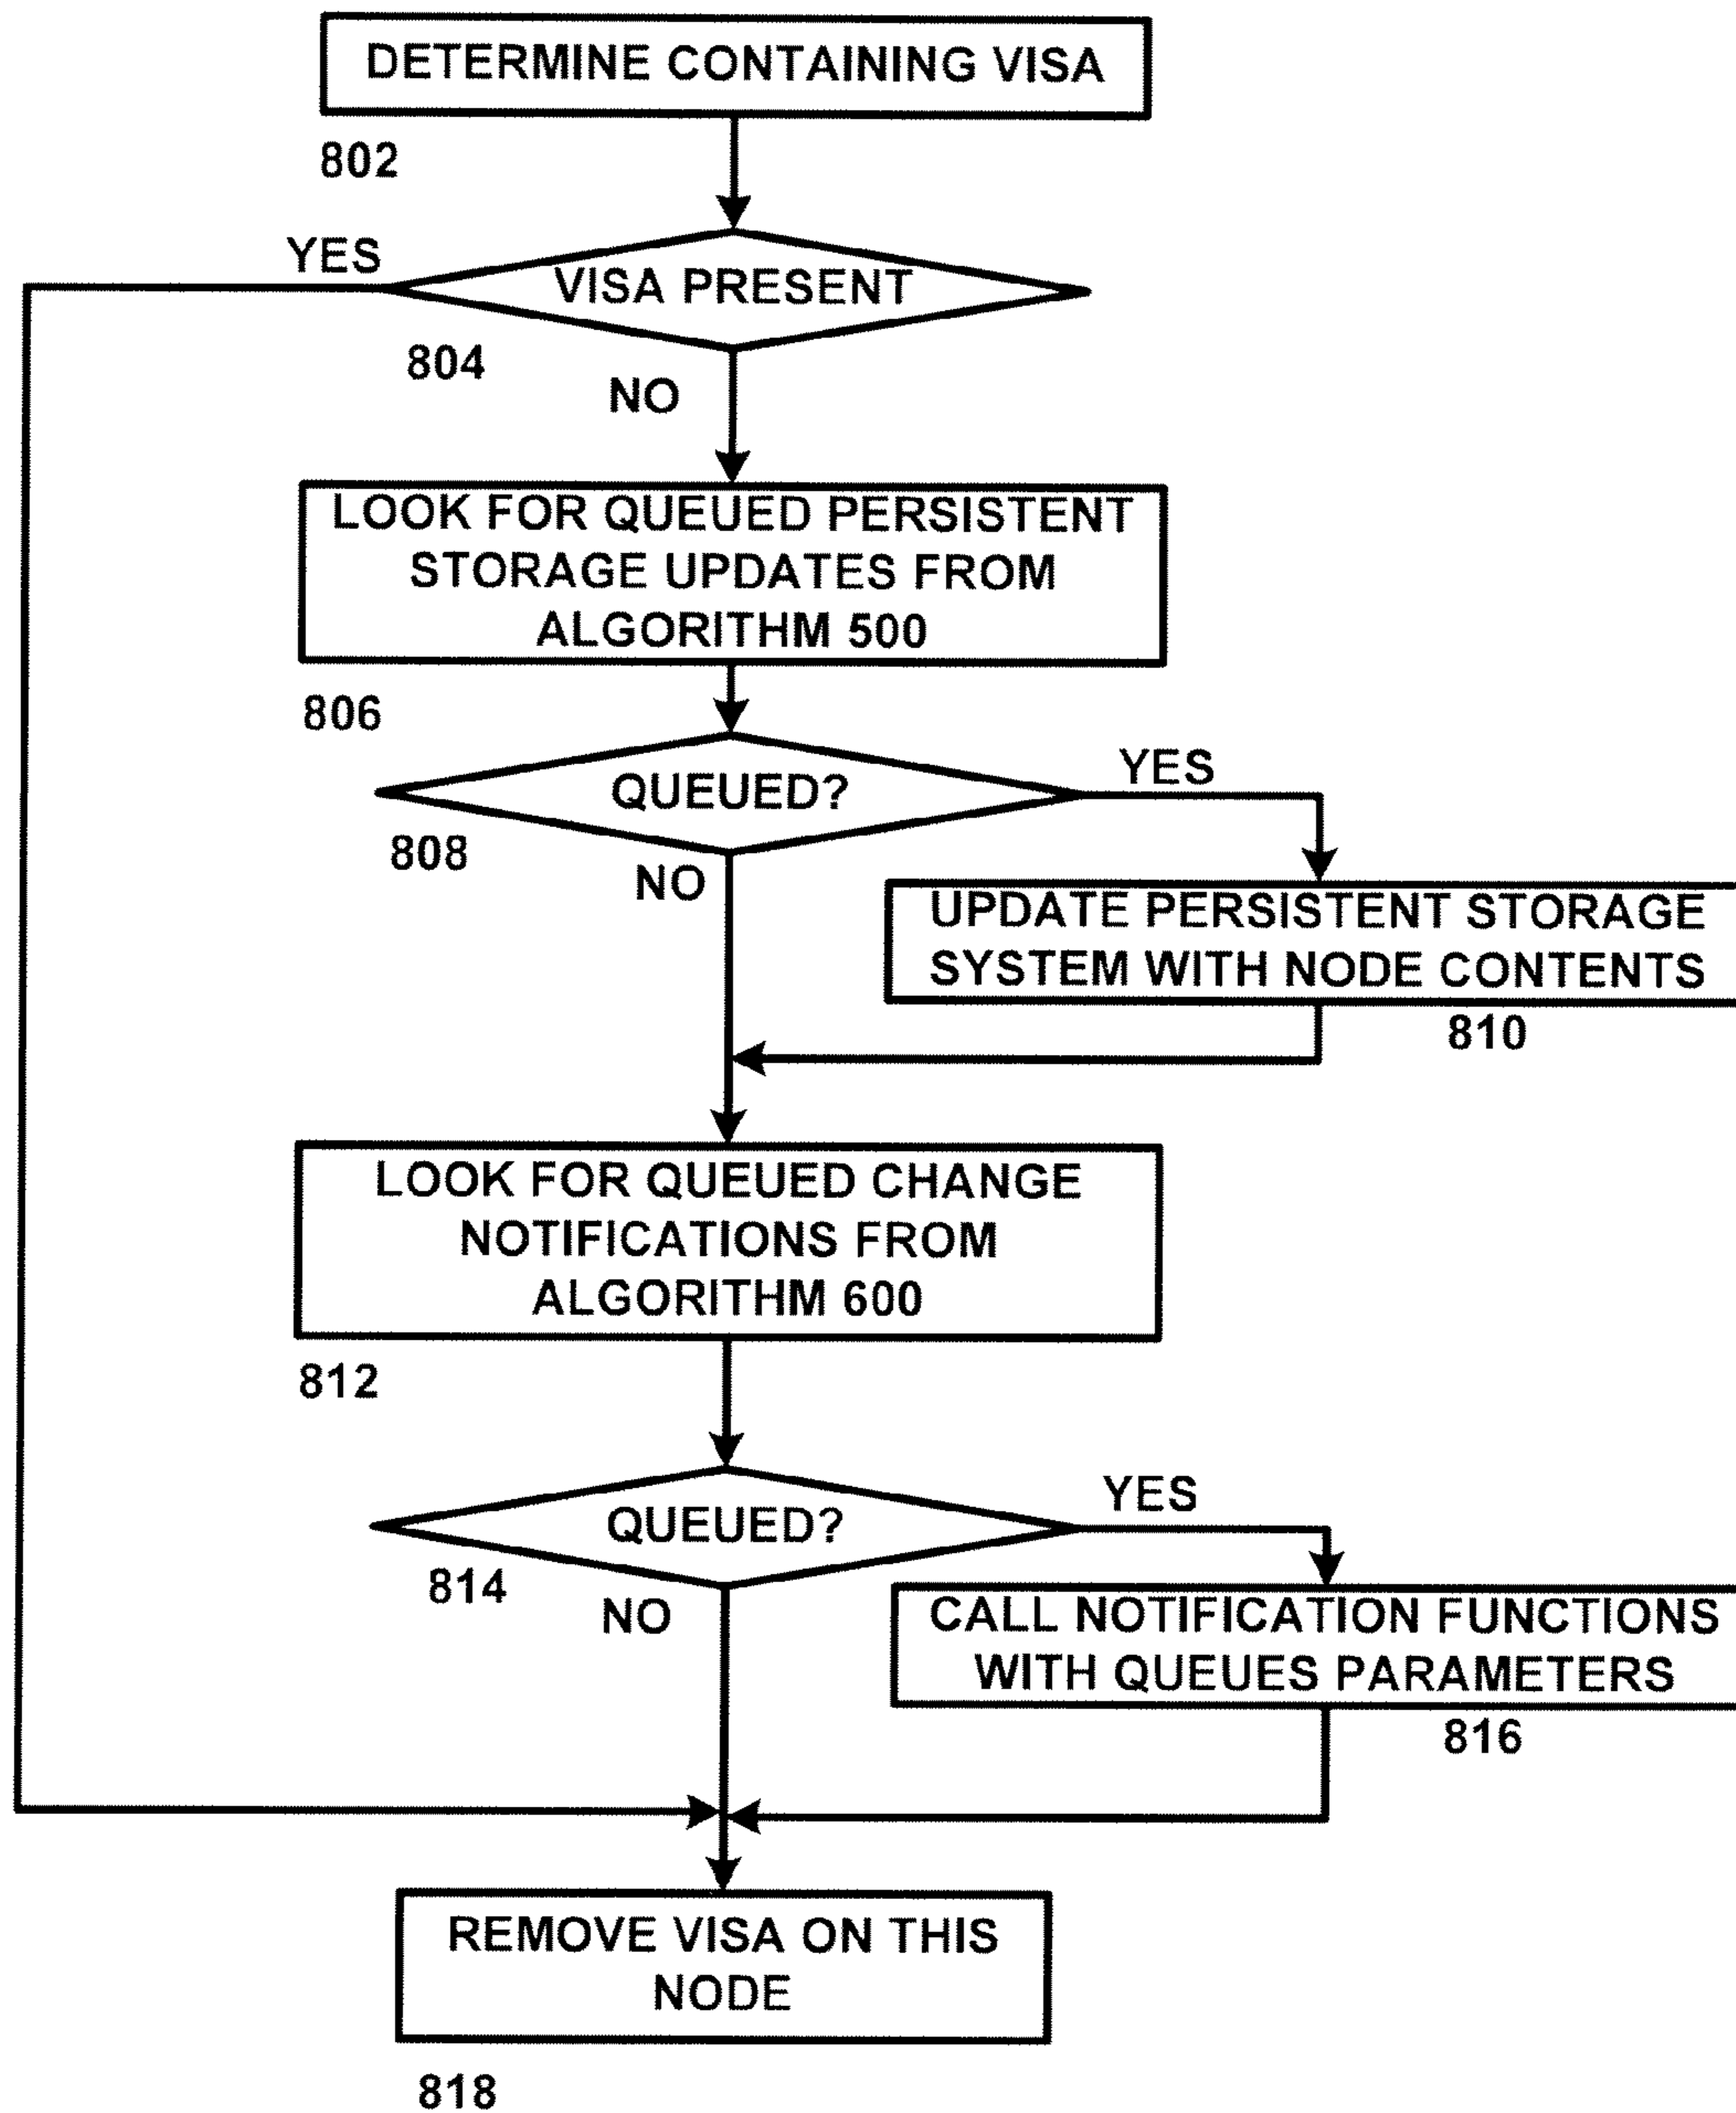 DETERMINE CONTAINING VISA
802
YES
VISA PRESENT
804
NO
LOOK FOR QUEUED PERSISTENT
STORAGE UPDATES FROM
ALGORITHM 500
806
QUEUED?
YES
808
NO
UPDATE PERSISTENT STORAGE
SYSTEM WITH NODE CONTENTS
810
LOOK FOR QUEUED CHANGE
NOTIFICATIONS FROM
ALGORITHM 600
812
QUEUED?
YES
814
NO
CALL NOTIFICATION FUNCTIONS
WITH QUEUES PARAMETERS
816
REMOVE VISA ON THIS
NODE
818